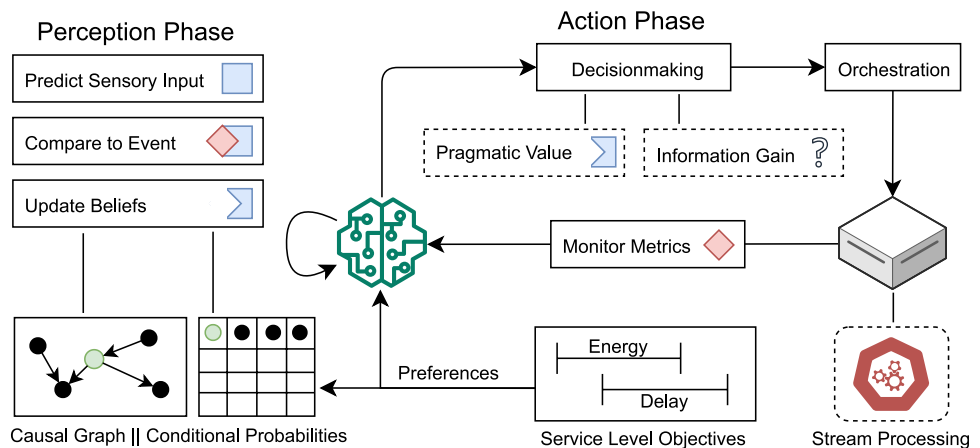 Perception Phase
Predict Sensory Input
Compare to Event
Update Beliefs
Causal Graph || Conditional Probabilities
Action Phase
Decisionmaking
Orchestration
Pragmatic Value
Information Gain ?
Monitor Metrics
Preferences
Energy
Delay
Service Level Objectives
Stream Processing